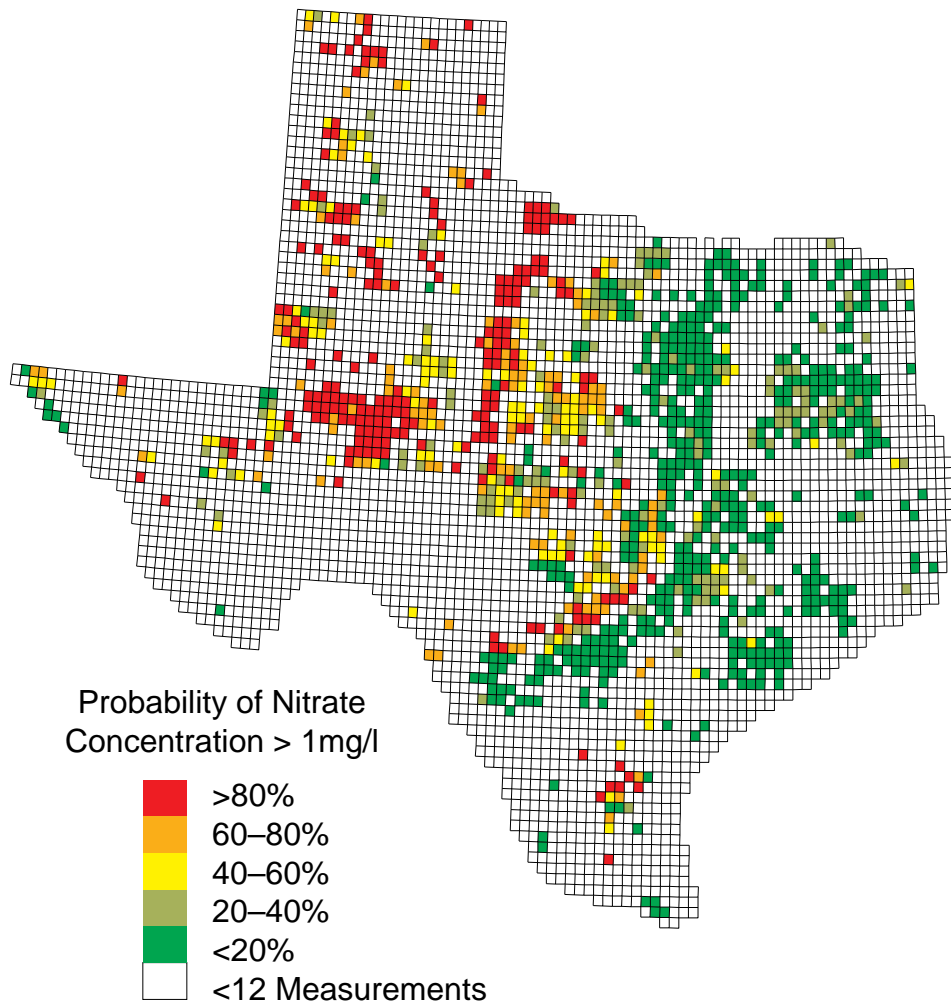 Probability of Nitrate
Concentration > 1mg/l
>80%
60–80%
40–60%
20–40%
<20%
<12 Measurements